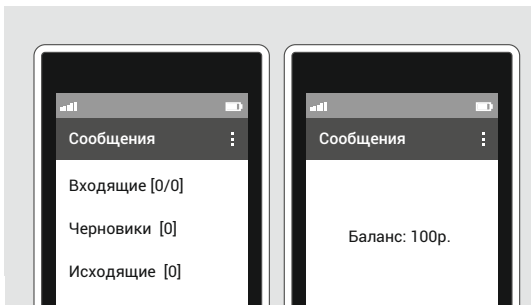 Сообщения
Входящие [0/0]
Черновики [0]
Исходящие [0]
Сообщения
Баланс: 100р.